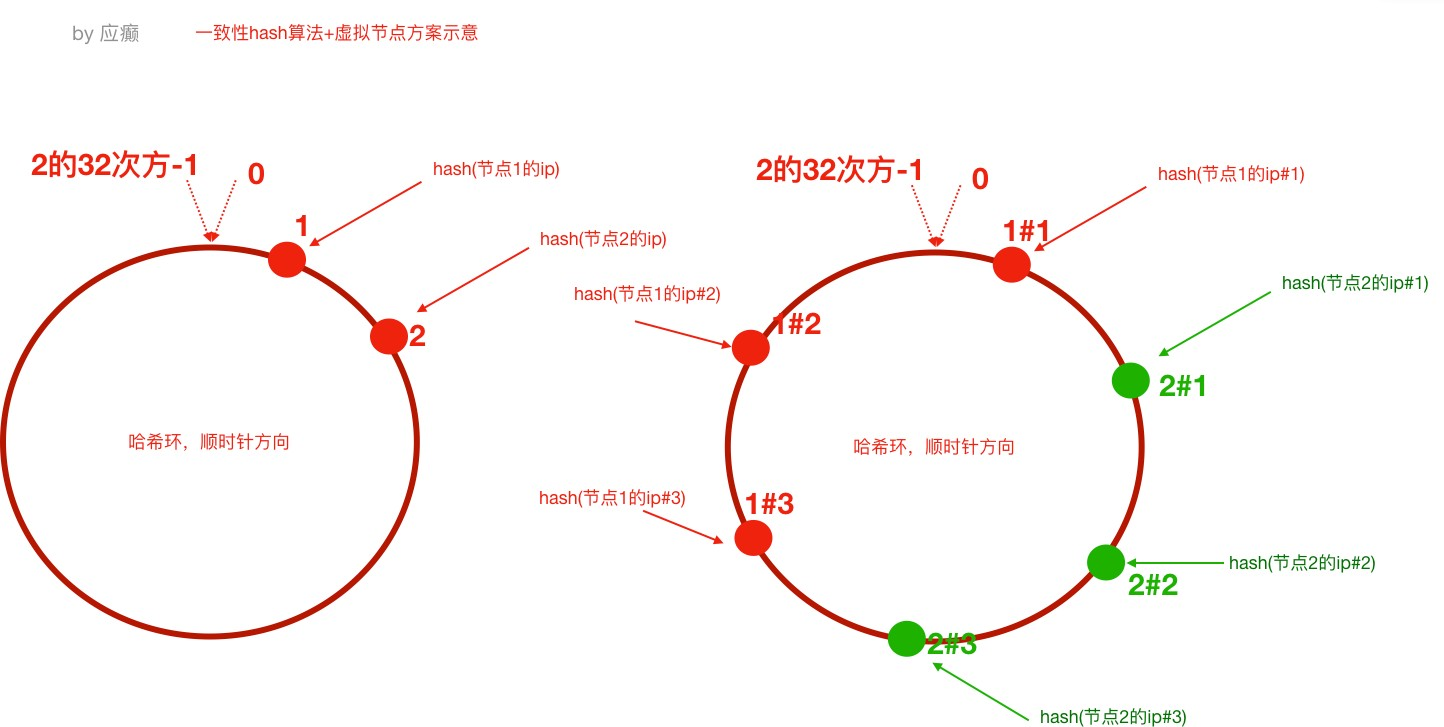 by 应癫
一致性hash算法+虚拟节点方案示意
2的32次方-1
0
hash(节点1的ip)
1
hash(节点2的ip)
2
哈希环，顺时针方向
2的32次方-1
0
hash(节点1的ip#1)
1#1
hash(节点2的ip#1)
hash(节点1的ip#2)
1#2
2#1
哈希环，顺时针方向
hash(节点1的ip#3)
1#3
hash(节点2的ip#2)
2#2
2#3
hash(节点2的ip#3)